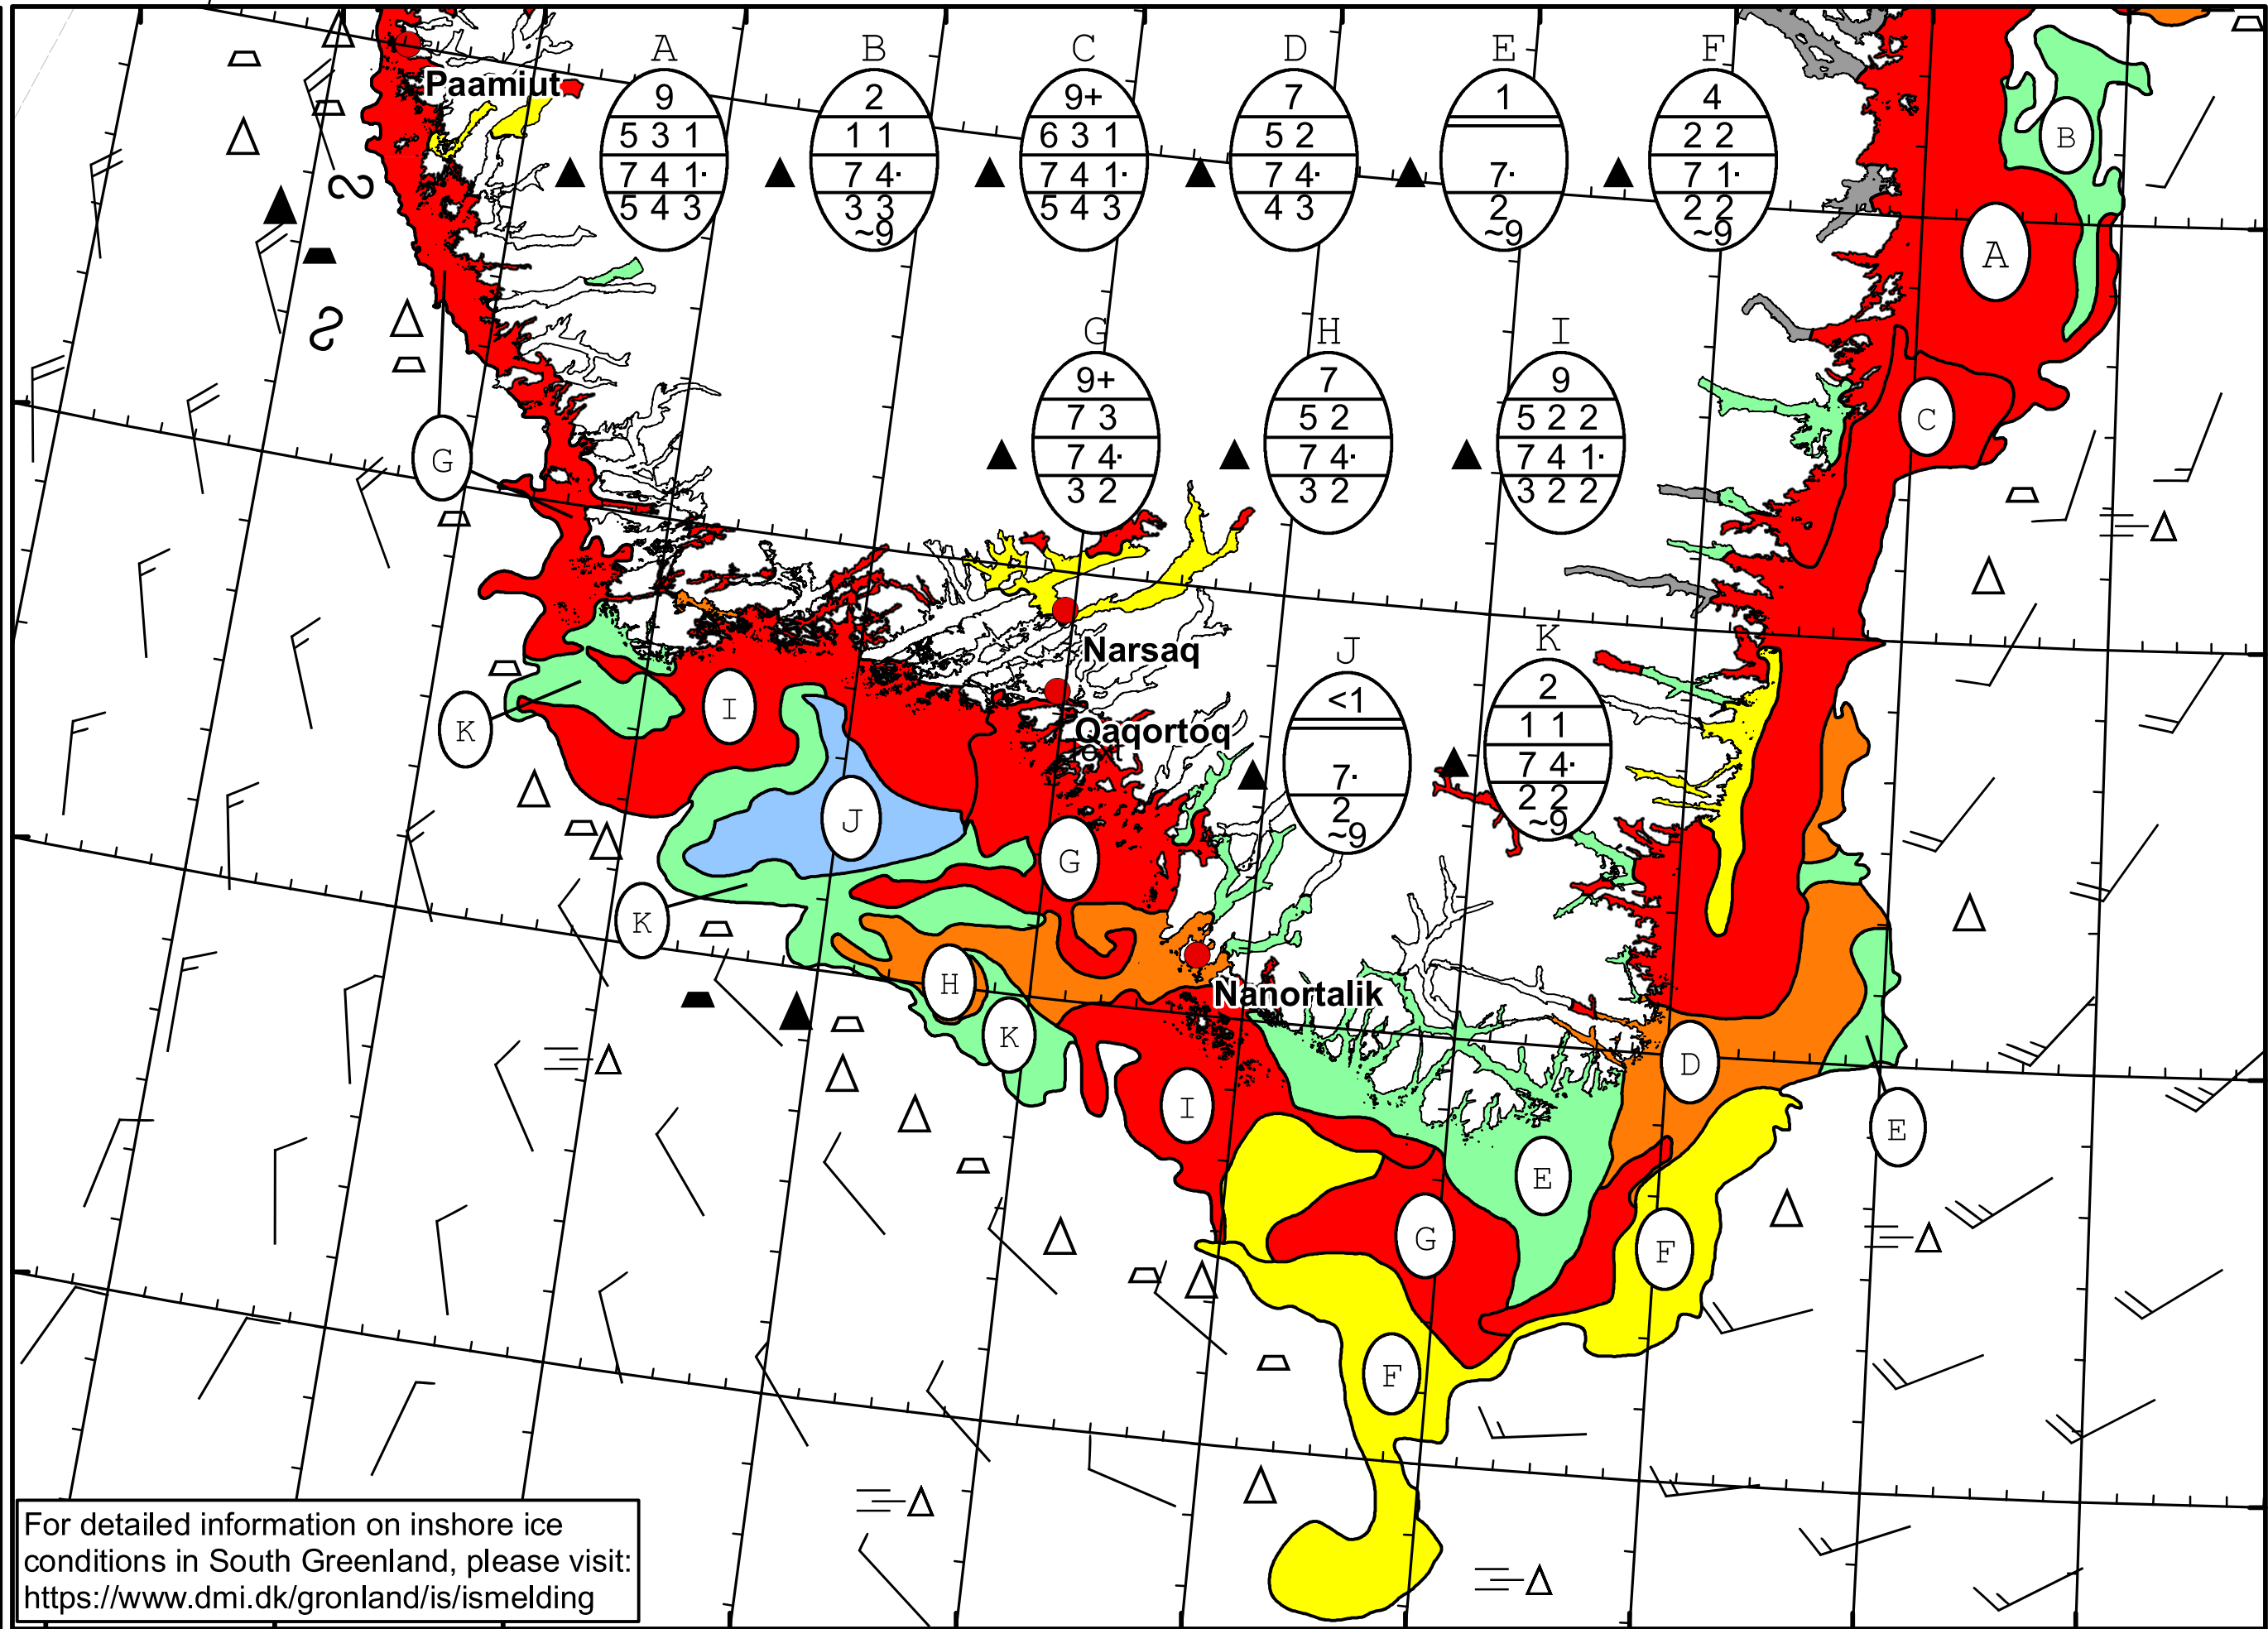 A B C D E F
Paamiut
9 2 9+ 7 1 4
5 3 1 1 1 6 3 1 5 2 2 2
7 4 1· 7 4· 7 4 1· 7 4· 7· 7 1·
5 4 3 3 3 5 4 3 4 3 2 2 2
~9 ~9 ~9
B
A
G H I
9+ 7 9
7 3 5 2 5 2 2
7 4· 7 4· 7 4 1·
3 2 3 2 3 2 2
C
G
Narsaq
J K
<1 2
1 1
7· 7 4·
2 2 2
~9 ~9
I
K
Qaqortoq
J
G
K
H
Nanortalik
K
D
I
E
E
G
F
F
For detailed information on inshore ice
conditions in South Greenland, please visit:
https://www.dmi.dk/gronland/is/ismelding